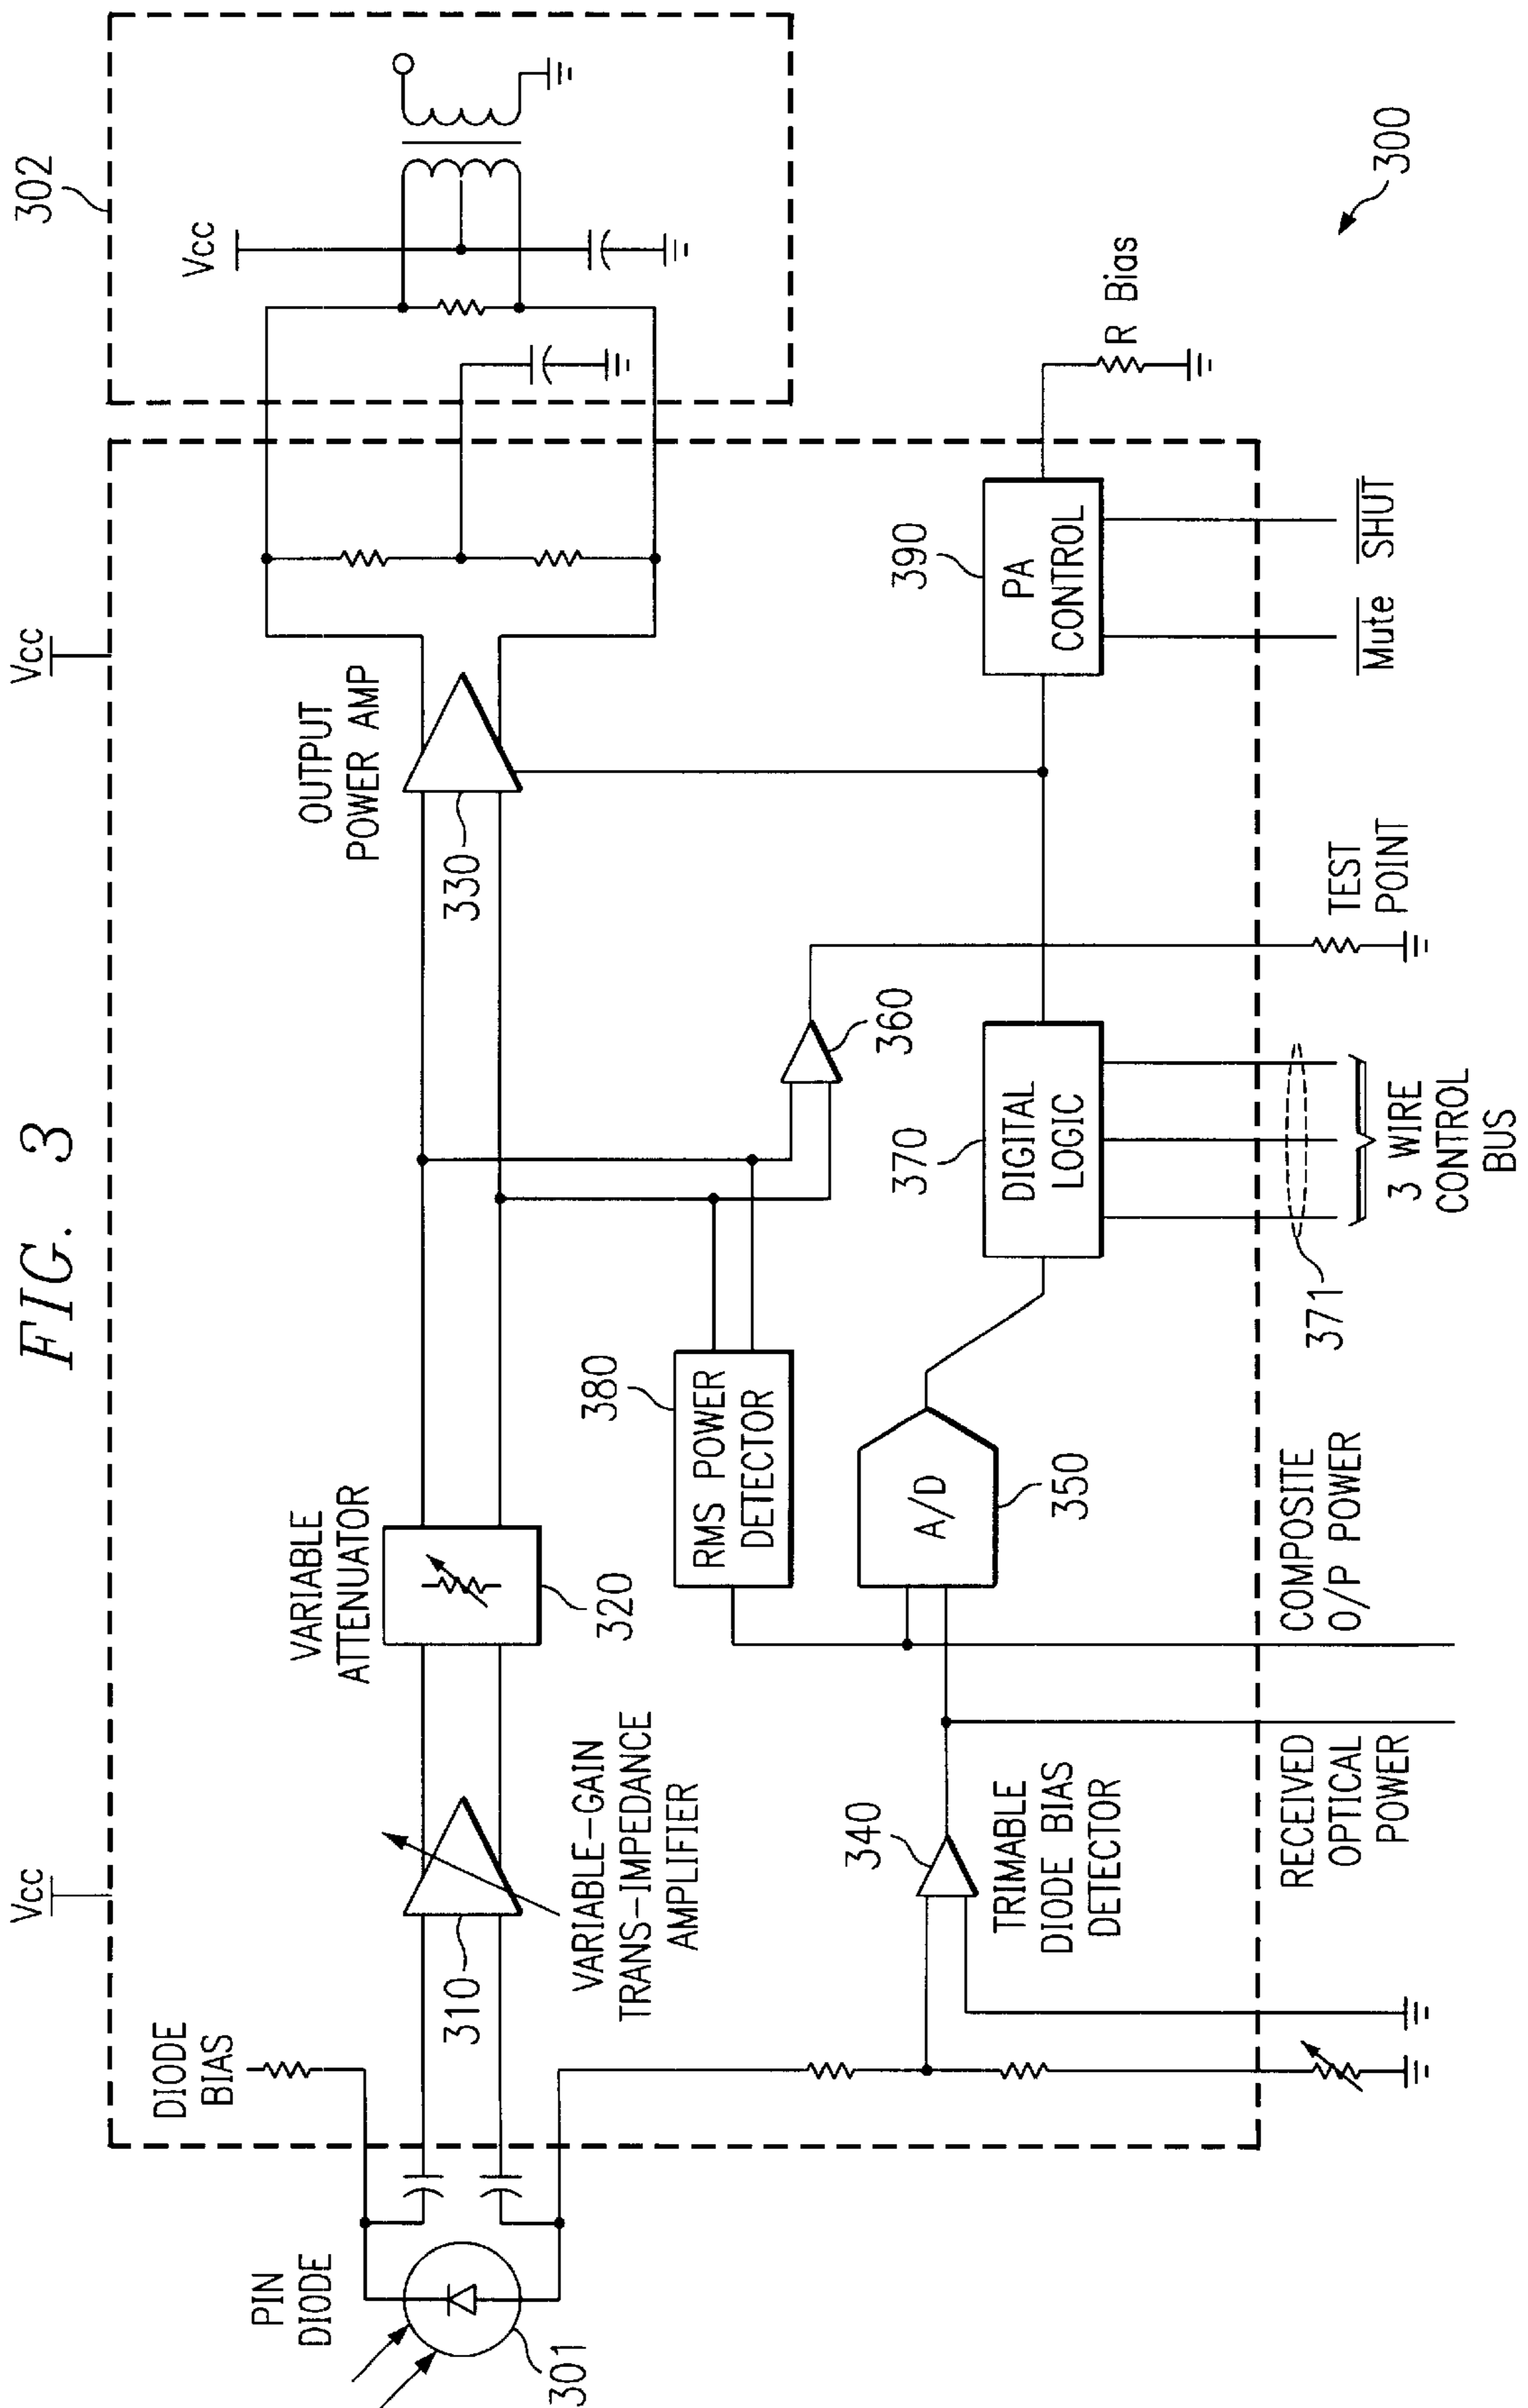 FIG. 3
Vcc
Vcc
302
Vcc
DIODE
BIAS
PIN
DIODE
301
310
VARIABLE-GAIN
TRANS-IMPEDANCE
AMPLIFIER
VARIABLE
ATTENUATOR
320
OUTPUT
POWER AMP
330
380
RMS POWER
DETECTOR
360
340
TRIMABLE
DIODE BIAS
DETECTOR
A/D
350
370
DIGITAL
LOGIC
390
PA
CONTROL
R Bias
300
RECEIVED
OPTICAL
POWER
COMPOSITE
O/P POWER
371
3 WIRE
CONTROL
BUS
TEST
POINT
Mute
SHUT